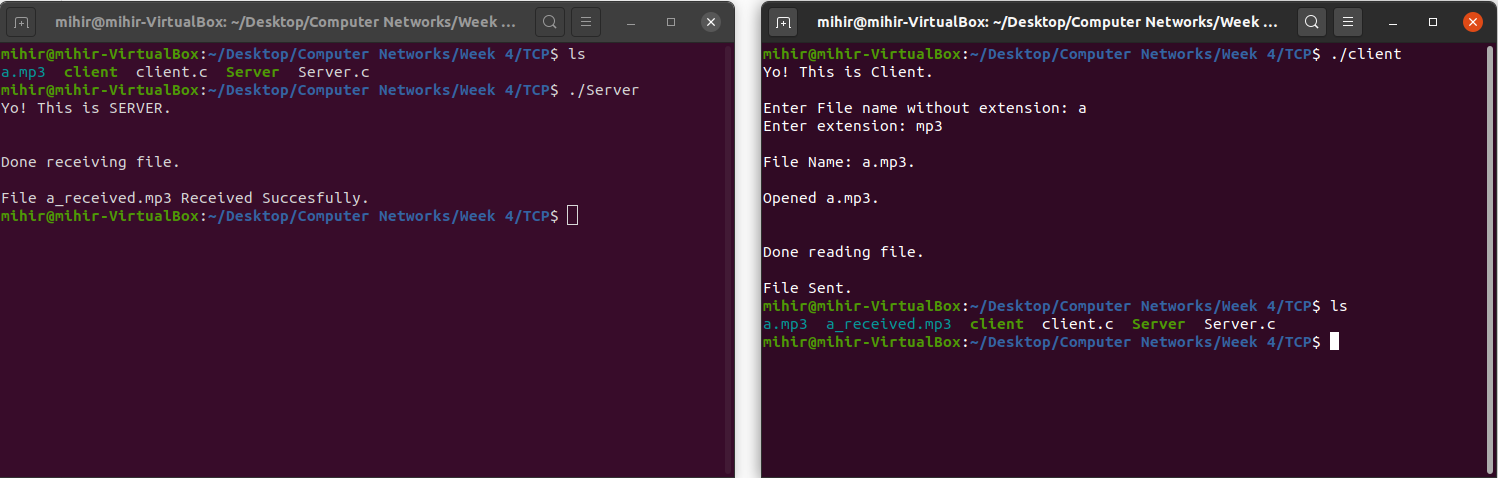 mihir@mihir-VirtualBox: ~/Desktop/Computer Networks/Week ...
mihir@mihir-VirtualBox:~/Desktop/Computer Networks/Week 4/TCP$ ls
a.mp3  client  client.c  Server  Server.c
mihir@mihir-VirtualBox:~/Desktop/Computer Networks/Week 4/TCP$ ./Server
Yo! This is SERVER.
Done receiving file.
File a_received.mp3 Received Succesfully.
mihir@mihir-VirtualBox:~/Desktop/Computer Networks/Week 4/TCP$
mihir@mihir-VirtualBox: ~/Desktop/Computer Networks/Week ...
mihir@mihir-VirtualBox:~/Desktop/Computer Networks/Week 4/TCP$ ./client
Yo! This is Client.
Enter File name without extension: a
Enter extension: mp3
File Name: a.mp3.
Opened a.mp3.
Done reading file.
File Sent.
mihir@mihir-VirtualBox:~/Desktop/Computer Networks/Week 4/TCP$ ls
a.mp3  a_received.mp3  client  client.c  Server  Server.c
mihir@mihir-VirtualBox:~/Desktop/Computer Networks/Week 4/TCP$